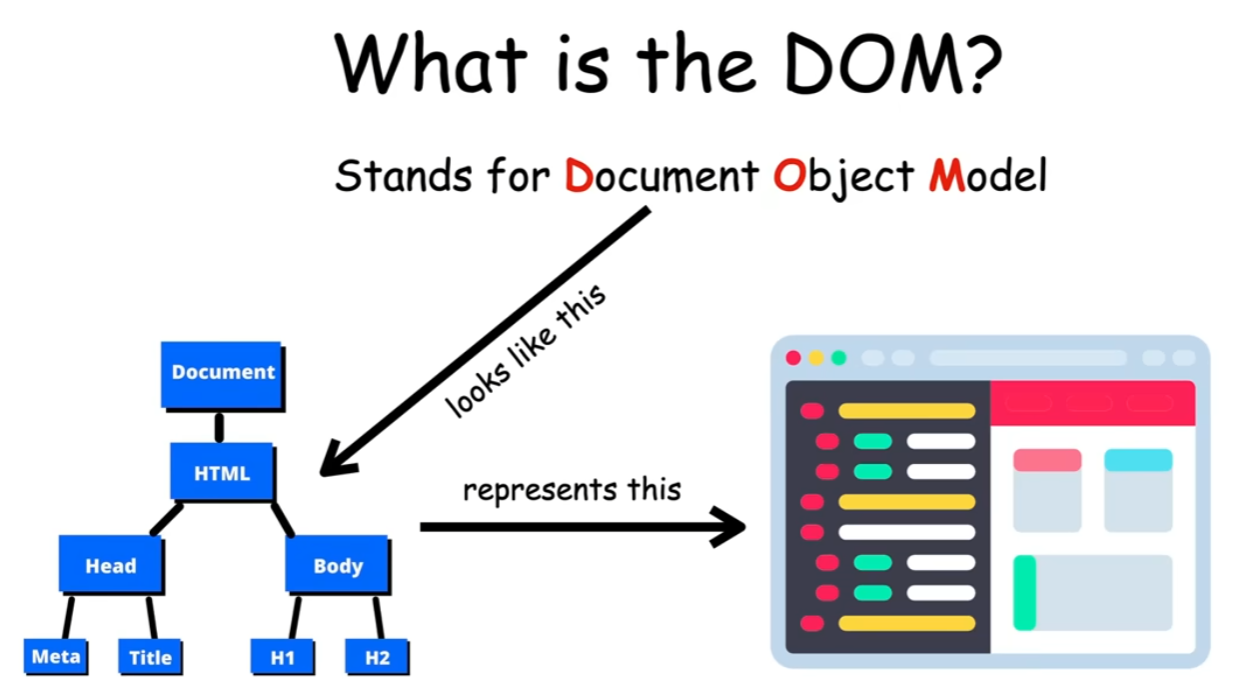 What is the DOM?
Stands for Document Object Model
looks like this
represents this
Document
HTML
Head
Body
Meta
Title
H1
H2